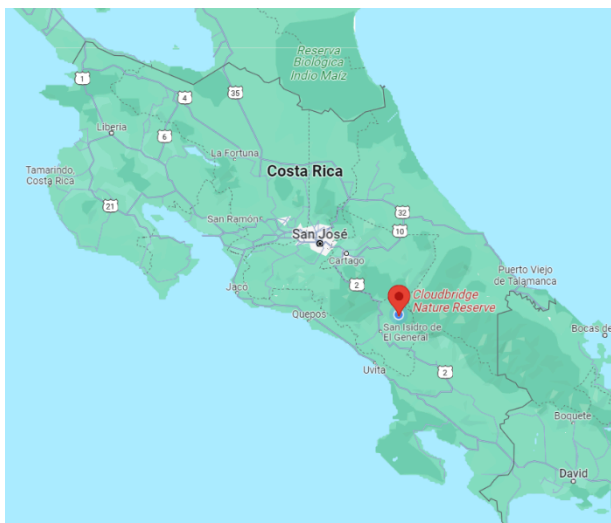 Reserva
Biológica
Indio Maíz
1
4
35
Liberia
6
La Fortuna
Tamarindo,
Costa Rica
Costa Rica
21
San Ramón
32
San José
10
Cartago
Puerto Viejo
de Talamanca
2
Jaco
Cloudbridge
Nature Reserve
Quepos
San Isidro de
El General
Bocas de
Uvita
2
Boquete
David